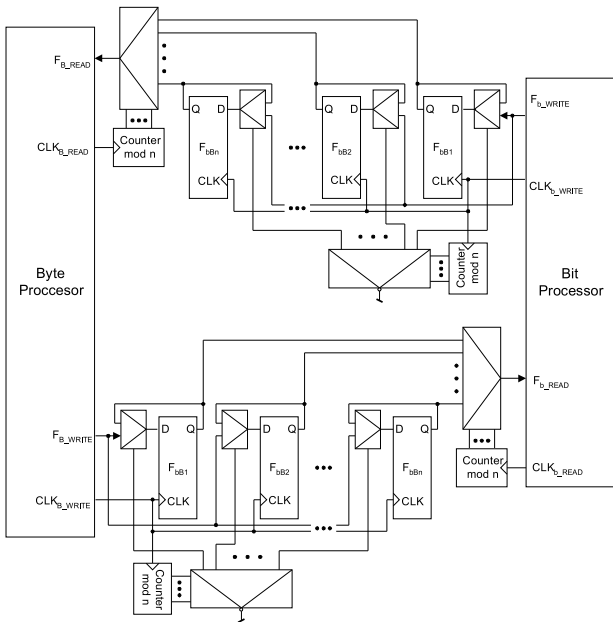 F_B_READ
CLK_B_READ
Counter
mod n
Q D
F_bBn
CLK
Q D
F_bB2
CLK
Q D
F_bB1
CLK
F_b_WRITE
CLK_b_WRITE
Counter
mod n
Byte
Proccesor
Bit
Processor
F_b_READ
CLK_b_READ
Counter
mod n
F_B_WRITE
CLK_B_WRITE
D Q
F_bB1
CLK
D Q
F_bB2
CLK
D Q
F_bBn
CLK
Counter
mod n